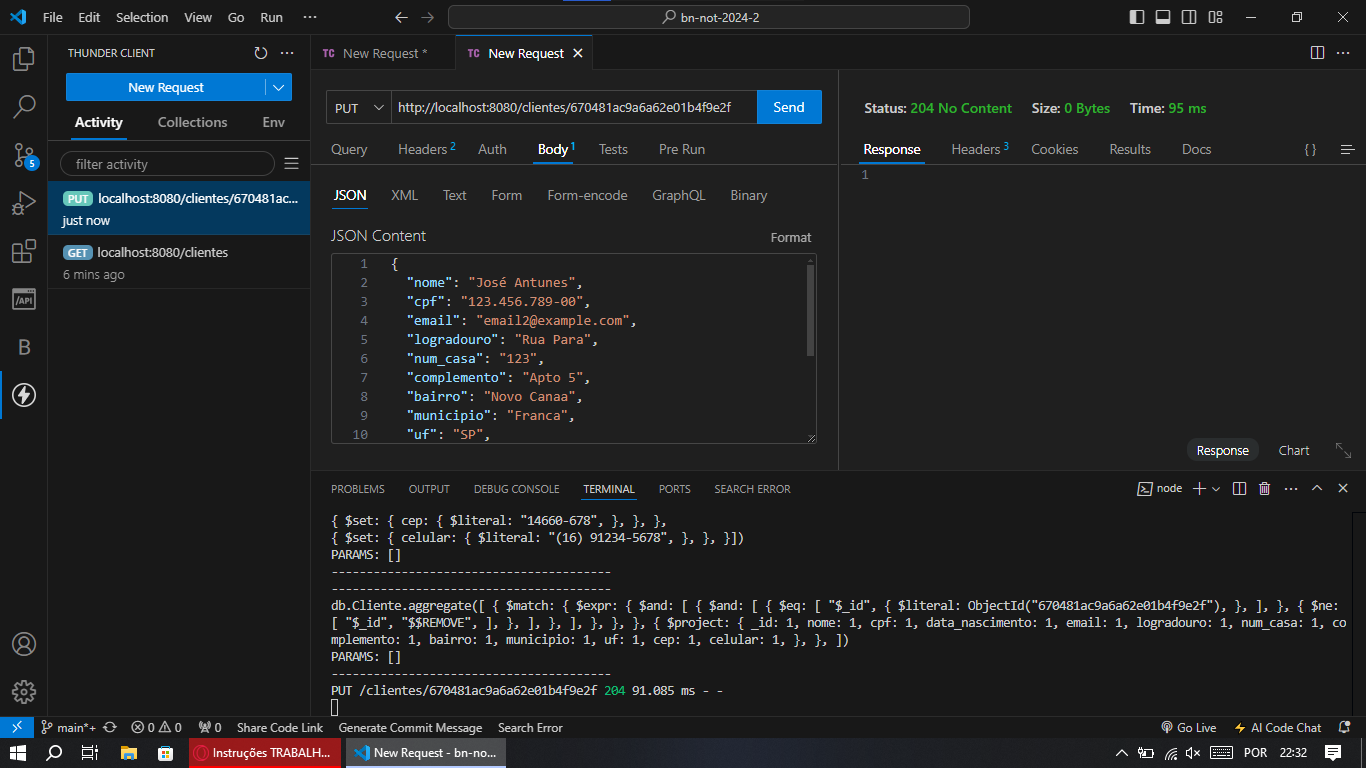 File Edit Selection View Go Run ···
bn-not-2024-2
THUNDER CLIENT
New Request
Activity Collections Env
filter activity
PUT localhost:8080/clientes/670481ac...
just now
GET localhost:8080/clientes
6 mins ago
5
/API
B
TC New Request *
TC New Request
PUT http://localhost:8080/clientes/670481ac9a6a62e01b4f9e2f Send
Query Headers 2 Auth Body 1 Tests Pre Run
JSON XML Text Form Form-encode GraphQL Binary
JSON Content Format
1 {
2 "nome": "José Antunes",
3 "cpf": "123.456.789-00",
4 "email": "email2@example.com",
5 "logradouro": "Rua Para",
6 "num_casa": "123",
7 "complemento": "Apto 5",
8 "bairro": "Novo Canaa",
9 "municipio": "Franca",
10 "uf": "SP",
Status: 204 No Content Size: 0 Bytes Time: 95 ms
Response Headers 3 Cookies Results Docs { }
1
Response Chart
PROBLEMS OUTPUT DEBUG CONSOLE TERMINAL PORTS SEARCH ERROR
node
{ $set: { cep: { $literal: "14660-678", }, }, },
{ $set: { celular: { $literal: "(16) 91234-5678", }, }, }])
PARAMS: []
----------------------------------------
----------------------------------------
db.Cliente.aggregate([ { $match: { $expr: { $and: [ { $and: [ { $eq: [ "$_id", { $literal: ObjectId("670481ac9a6a62e01b4f9e2f"), }, ], }, { $ne:
[ "$_id", "$$REMOVE", ], }, ], }, ], }, }, }, { $project: { _id: 1, nome: 1, cpf: 1, data_nascimento: 1, email: 1, logradouro: 1, num_casa: 1, co
mplemento: 1, bairro: 1, municipio: 1, uf: 1, cep: 1, celular: 1, }, }, ])
PARAMS: []
----------------------------------------
PUT /clientes/670481ac9a6a62e01b4f9e2f 204 91.085 ms - -
main*+ 0 0 0 Share Code Link Generate Commit Message Search Error Go Live AI Code Chat
Instruções TRABALH... New Request - bn-no... POR 22:32